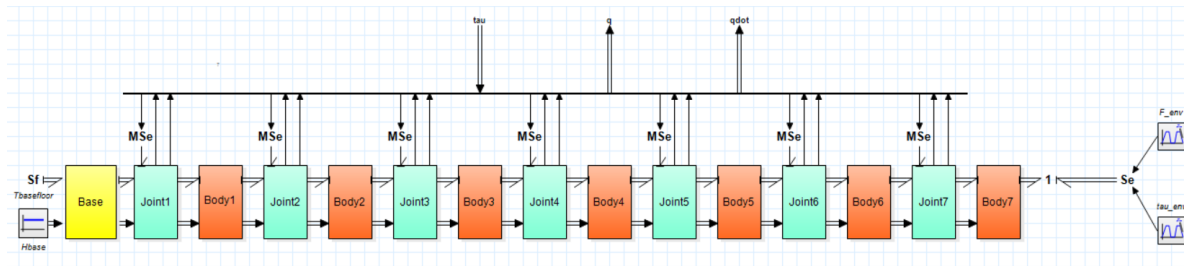 tau q qdot
MSe MSe MSe MSe MSe MSe MSe
F_env
Sf 1 Se
Tbasefloor
Base Joint1 Body1 Joint2 Body2 Joint3 Body3 Joint4 Body4 Joint5 Body5 Joint6 Body6 Joint7 Body7
tau_env
Hbase